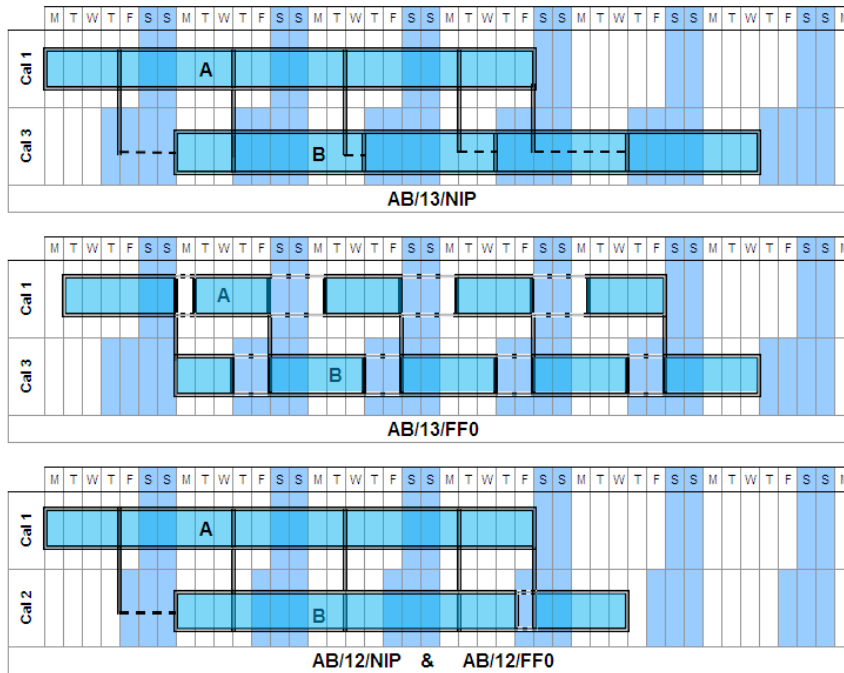 M T W T F S S M T W T F S S M T W T F S S M T W T F S S M T W T F S S M T W T F S S M
Cal 1
A
Cal 3
B
AB/13/NIP
M T W T F S S M T W T F S S M T W T F S S M T W T F S S M T W T F S S M T W T F S S M
Cal 1
A
Cal 3
B
AB/13/FF0
M T W T F S S M T W T F S S M T W T F S S M T W T F S S M T W T F S S M T W T F S S M
Cal 1
A
Cal 2
B
AB/12/NIP & AB/12/FF0